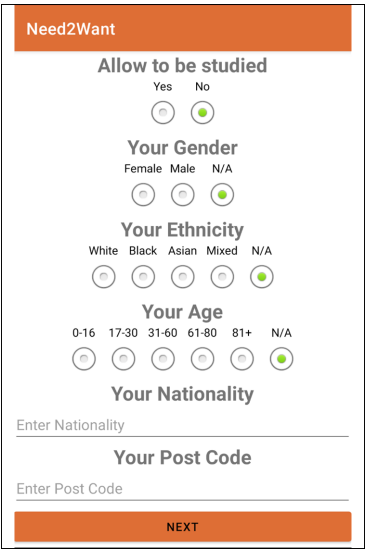 Need2Want
Allow to be studied
Yes No
Your Gender
Female Male N/A
Your Ethnicity
White Black Asian Mixed N/A
Your Age
0-16 17-30 31-60 61-80 81+ N/A
Your Nationality
Enter Nationality
Your Post Code
Enter Post Code
NEXT